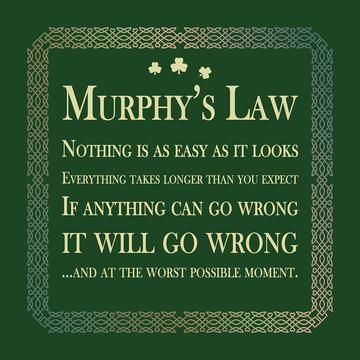 Murphy's Law
Nothing is as easy as it looks
Everything takes longer than you expect
If anything can go wrong
it will go wrong
...and at the worst possible moment.